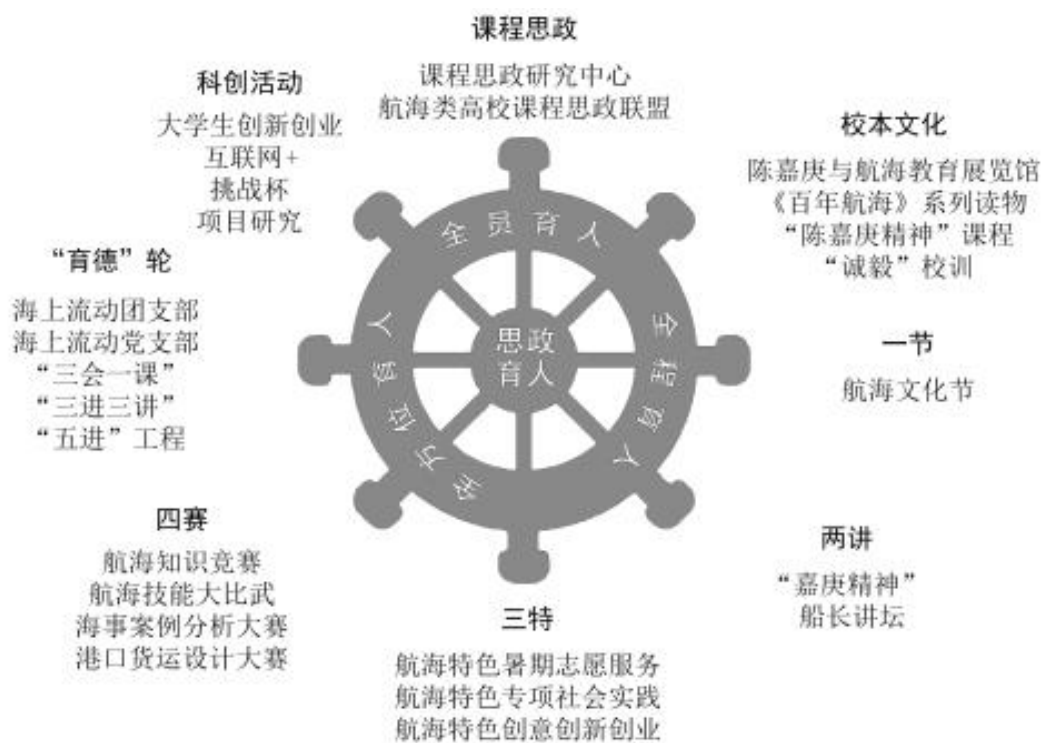 课程思政
课程思政研究中心
航海类高校课程思政联盟
科创活动
大学生创新创业
互联网+
挑战杯
项目研究
校本文化
陈嘉庚与航海教育展览馆
《百年航海》系列读物
“陈嘉庚精神”课程
“诚毅”校训
“育德”轮
海上流动团支部
海上流动党支部
“三会一课”
“三进三讲”
“五进”工程
全员育人
全程育人
全方位育人
思政
育人
一节
航海文化节
四赛
航海知识竞赛
航海技能大比武
海事案例分析大赛
港口货运设计大赛
三特
航海特色暑期志愿服务
航海特色专项社会实践
航海特色创意创新创业
两讲
“嘉庚精神”
船长讲坛